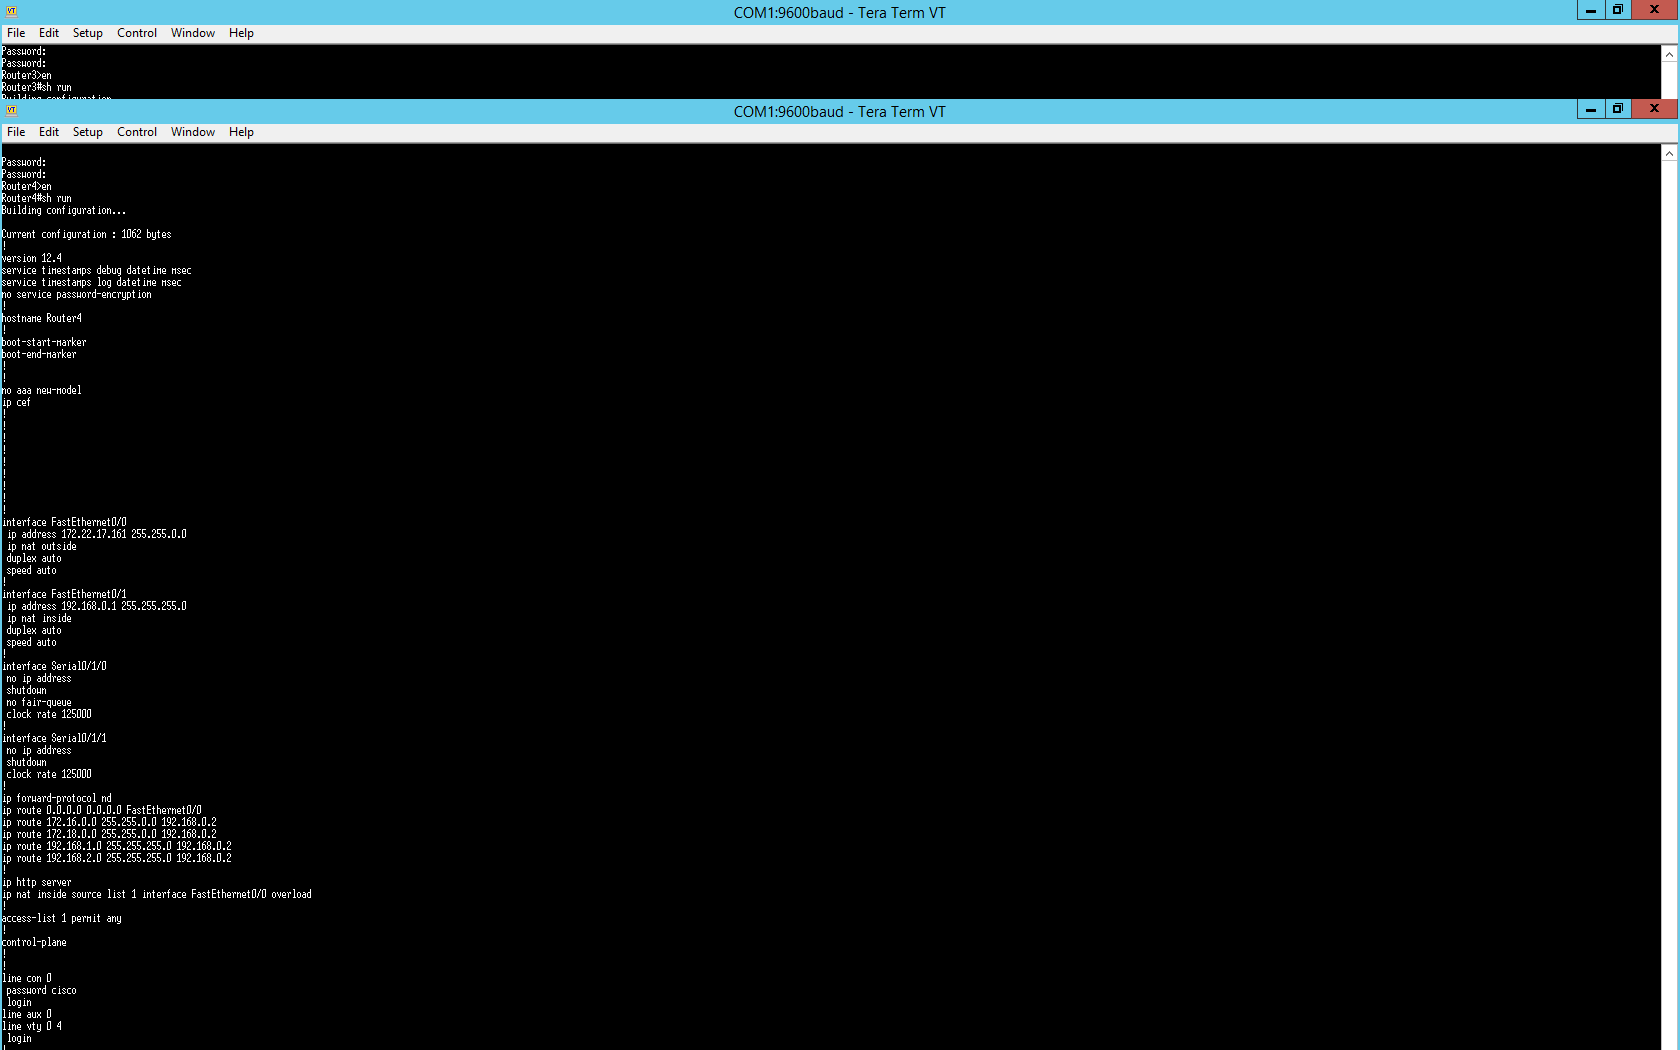 COM1:9600baud - Tera Term VT
File Edit Setup Control Window Help
Password:
Password:
Router3>en
Router3#sh run
Building configuration
COM1:9600baud - Tera Term VT
File Edit Setup Control Window Help
Password:
Password:
Router4>en
Router4#sh run
Building configuration...
Current configuration : 1062 bytes
!
version 12.4
service timestamps debug datetime msec
service timestamps log datetime msec
no service password-encryption
!
hostname Router4
!
boot-start-marker
boot-end-marker
!
!
no aaa new-model
ip cef
!
!
!
!
!
!
!
!
!
interface FastEthernet0/0
ip address 172.22.17.161 255.255.0.0
ip nat outside
duplex auto
speed auto
!
interface FastEthernet0/1
ip address 192.168.0.1 255.255.255.0
ip nat inside
duplex auto
speed auto
!
interface Serial0/1/0
no ip address
shutdown
no fair-queue
clock rate 125000
!
interface Serial0/1/1
no ip address
shutdown
clock rate 125000
!
ip forward-protocol nd
ip route 0.0.0.0 0.0.0.0 FastEthernet0/0
ip route 172.16.0.0 255.255.0.0 192.168.0.2
ip route 172.18.0.0 255.255.0.0 192.168.0.2
ip route 192.168.1.0 255.255.255.0 192.168.0.2
ip route 192.168.2.0 255.255.255.0 192.168.0.2
!
ip http server
ip nat inside source list 1 interface FastEthernet0/0 overload
!
access-list 1 permit any
!
control-plane
!
!
line con 0
password cisco
login
line aux 0
line vty 0 4
login
!